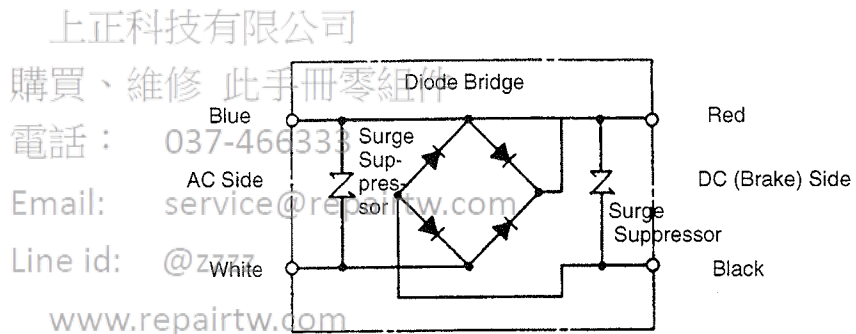 上正科技有限公司
購買、維修 此手冊零組件
Diode Bridge
Blue
Red
電話: 037-466333
Surge
Sup-
pres-
sor
AC Side
DC (Brake) Side
Email: service@repairtw.com
Surge
Suppressor
Line id: @zzzz
White
Black
www.repairtw.com